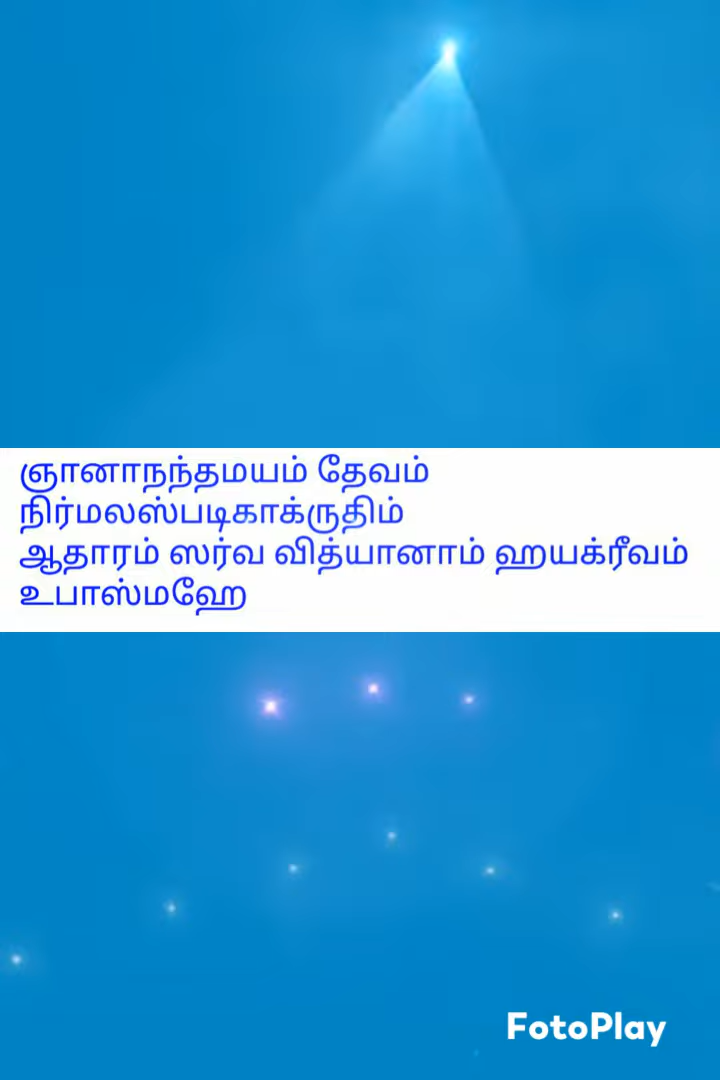 ஞானாநந்தமயம் தேவம்
நிர்மலஸ்படிகாக்ருதிம்
ஆதாரம் ஸர்வ வித்யானாம் ஹயக்ரீவம்
உபாஸ்மஹே
FotoPlay